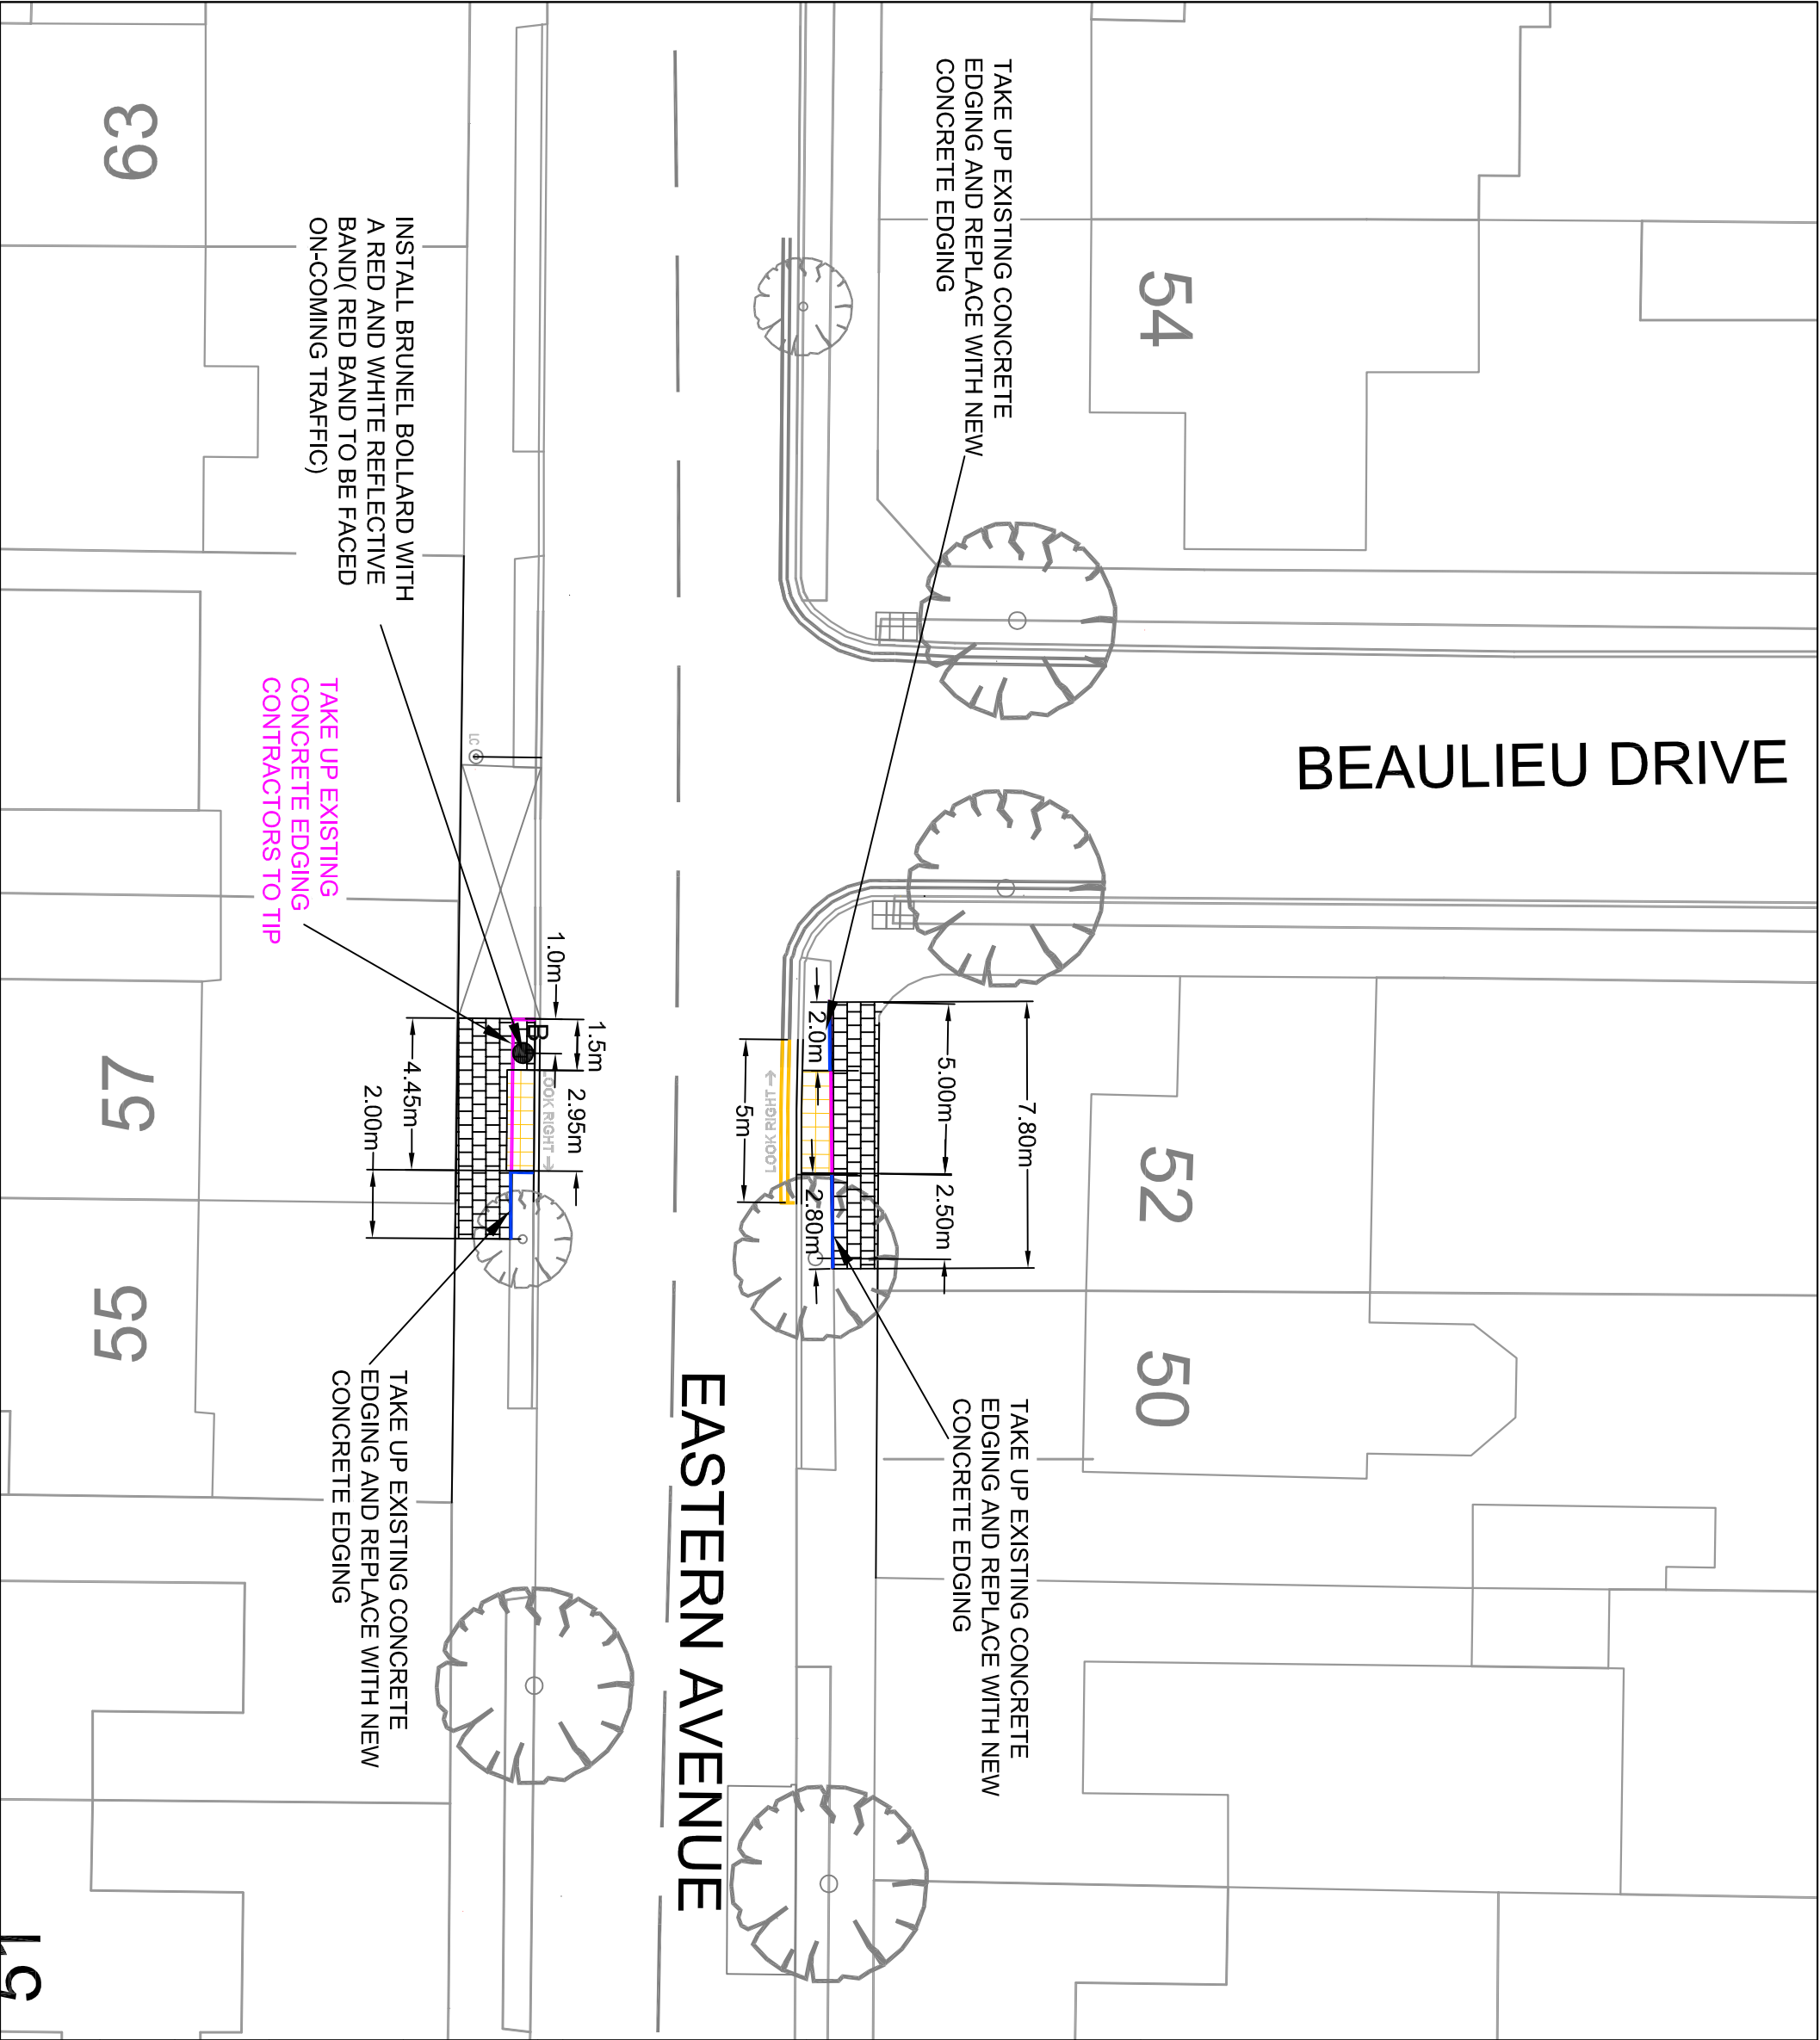 BEAULIEU DRIVE
EASTERN AVENUE
TAKE UP EXISTING CONCRETE
EDGING AND REPLACE WITH NEW
CONCRETE EDGING
54
52
50
7.80m
5.00m
2.50m
2.0m
2.80m
5m
LOOK RIGHT →
TAKE UP EXISTING CONCRETE
EDGING AND REPLACE WITH NEW
CONCRETE EDGING
INSTALL BRUNEL BOLLARD WITH
A RED AND WHITE REFLECTIVE
BAND( RED BAND TO BE FACED
ON-COMING TRAFFIC)
TAKE UP EXISTING
CONCRETE EDGING
CONTRACTORS TO TIP
LC
1.0m
1.5m
2.95m
B
LOOK RIGHT →
4.45m
2.00m
TAKE UP EXISTING CONCRETE
EDGING AND REPLACE WITH NEW
CONCRETE EDGING
63
57
55